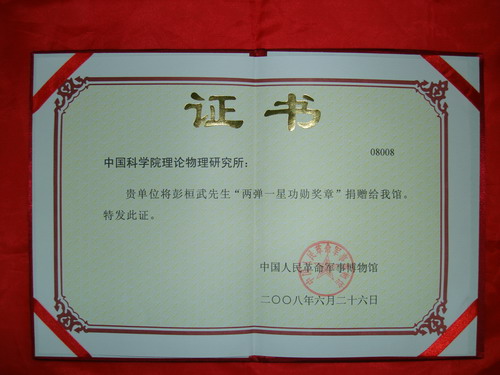 证书
08008
中国科学院理论物理研究所：
贵单位将彭桓武先生“两弹一星功勋奖章”捐赠给我馆。
特发此证。
中国人民革命军事博物馆
二〇〇八年六月二十六日